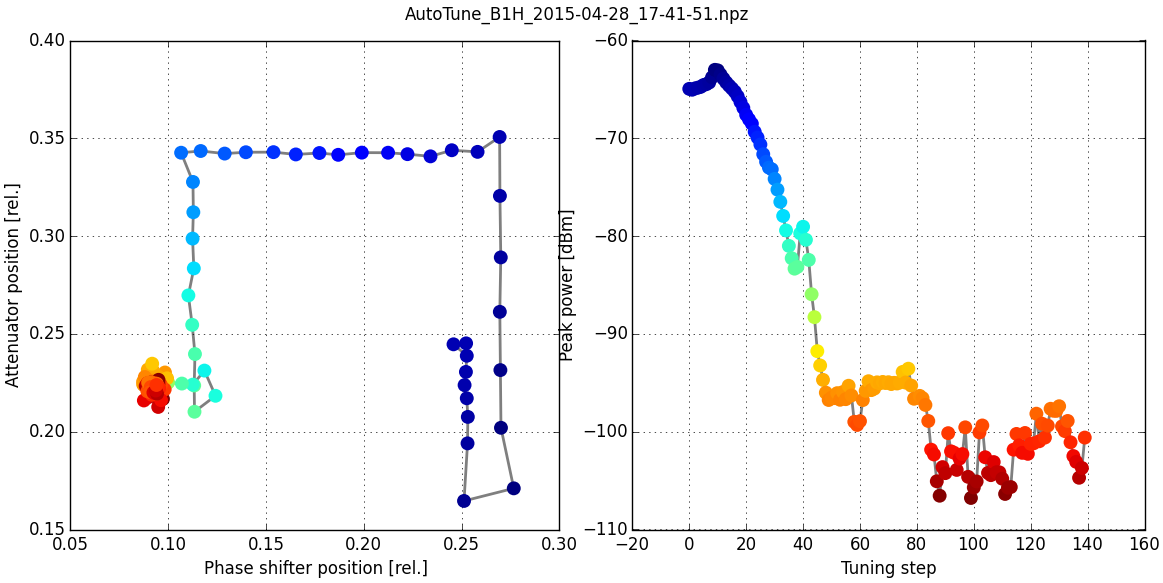 AutoTune_B1H_2015-04-28_17-41-51.npz
0.40
0.35
0.30
0.25
0.20
0.15
Attenuator position [rel.]
0.05 0.10 0.15 0.20 0.25 0.30
Phase shifter position [rel.]
−60
−70
−80
−90
−100
−110
Peak power [dBm]
−20 0 20 40 60 80 100 120 140 160
Tuning step